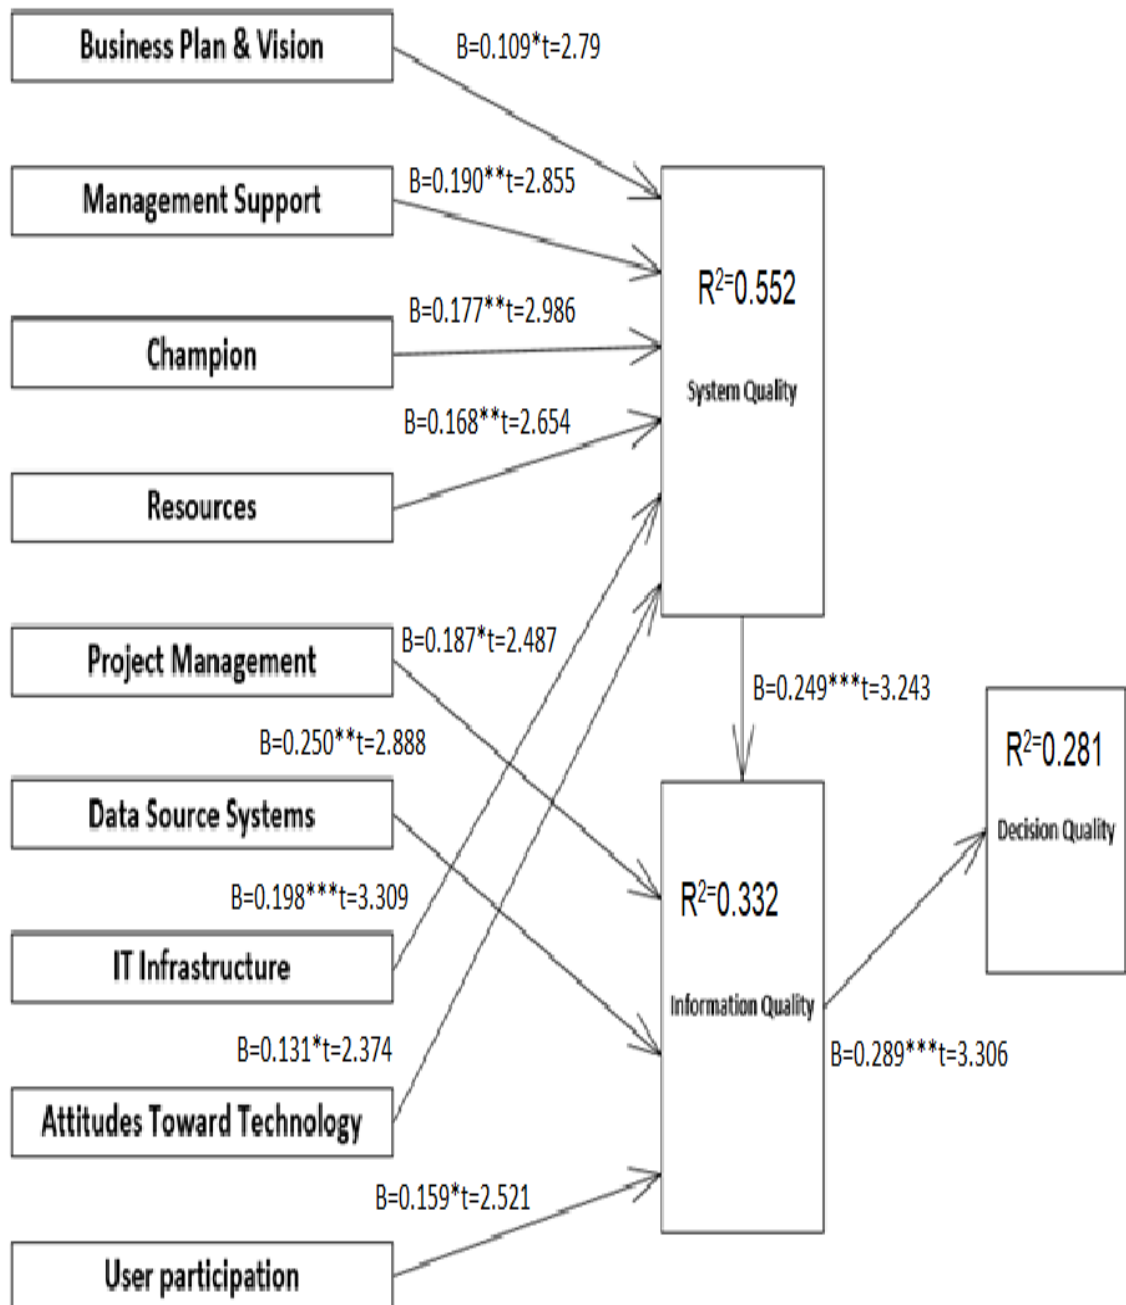 Business Plan & Vision
B=0.109*t=2.79
Management Support
B=0.190**t=2.855
Champion
B=0.177**t=2.986
Resources
B=0.168**t=2.654
R²=0.552
System Quality
Project Management
B=0.187*t=2.487
B=0.250**t=2.888
Data Source Systems
B=0.198***t=3.309
IT Infrastructure
B=0.131*t=2.374
Attitudes Toward Technology
B=0.159*t=2.521
User participation
B=0.249***t=3.243
R²=0.332
Information Quality
B=0.289***t=3.306
R²=0.281
Decision Quality